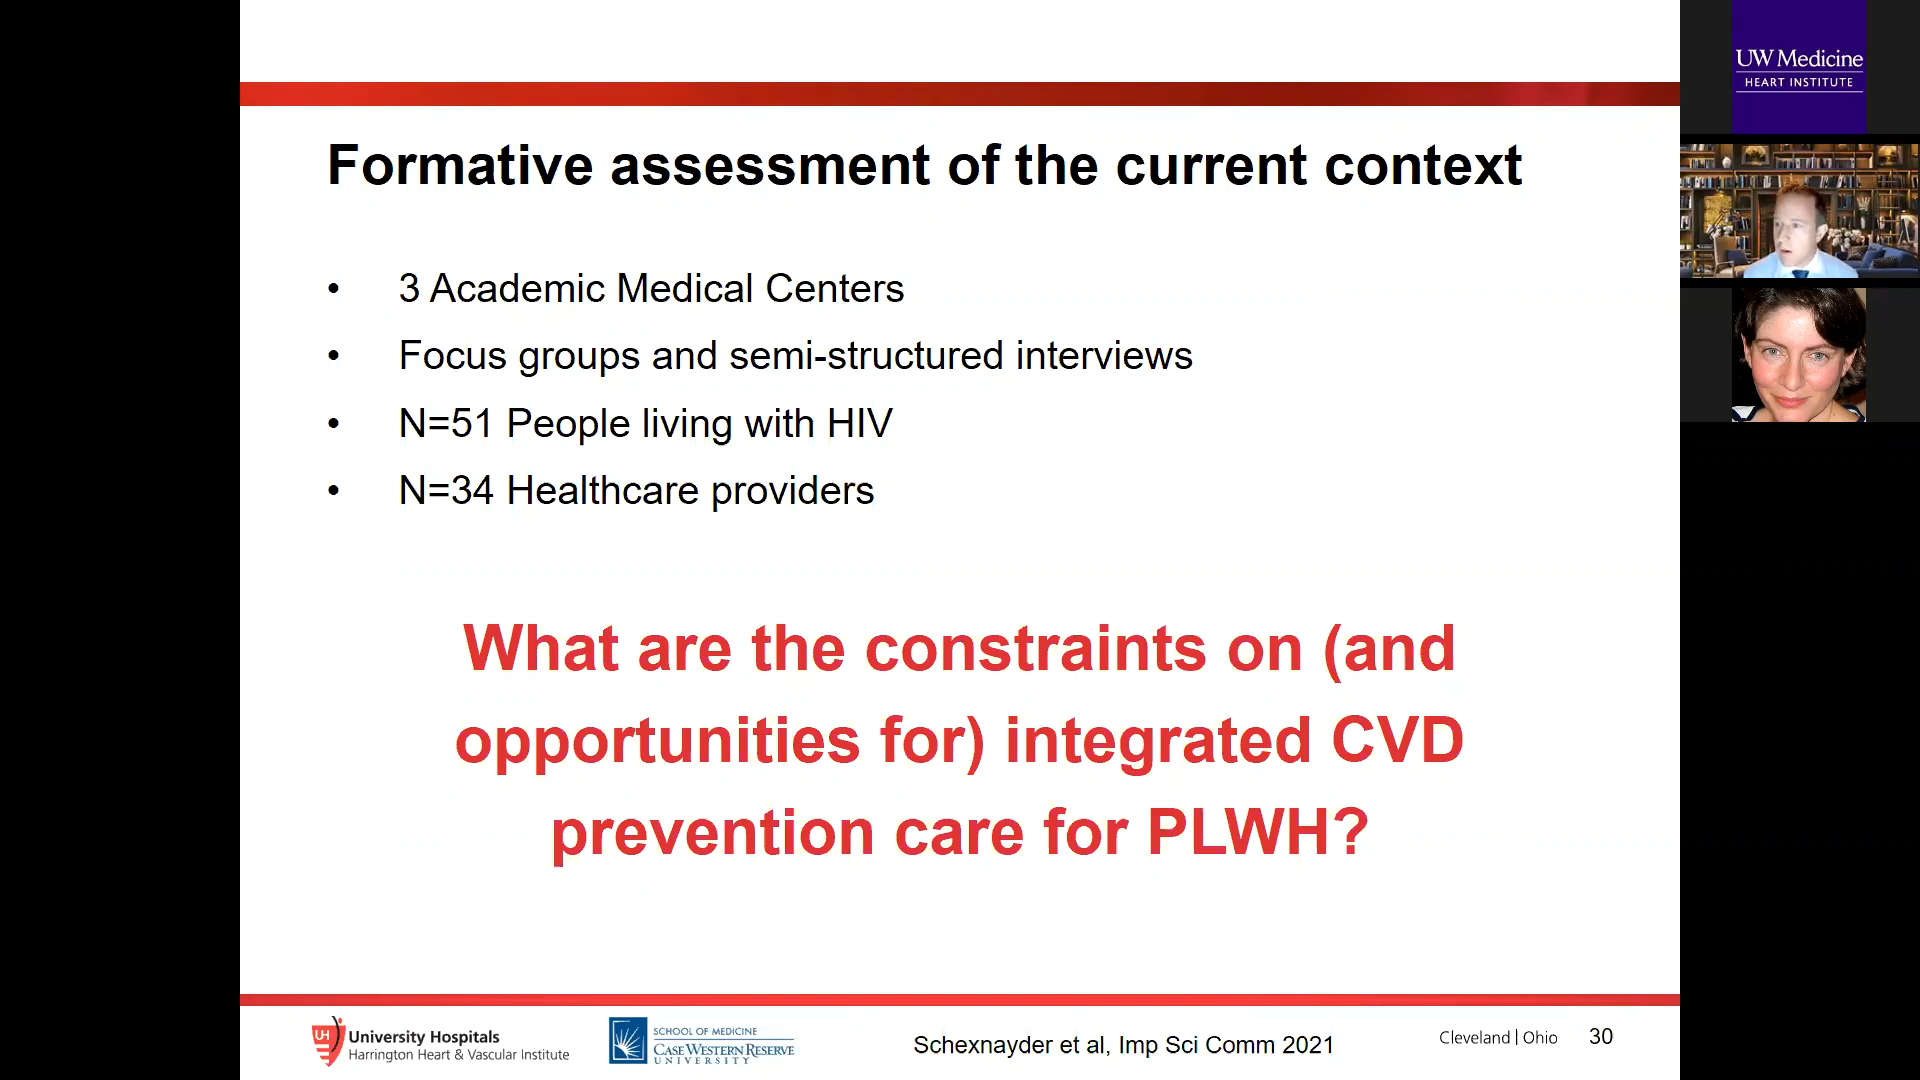 Formative assessment of the current context
• 3 Academic Medical Centers
• Focus groups and semi-structured interviews
• N=51 People living with HIV
• N=34 Healthcare providers
What are the constraints on (and
opportunities for) integrated CVD
prevention care for PLWH?
UH
University Hospitals
Harrington Heart & Vascular Institute
SCHOOL OF MEDICINE
CASE WESTERN RESERVE
UNIVERSITY
Schexnayder et al, Imp Sci Comm 2021
Cleveland | Ohio
30
UW Medicine
HEART INSTITUTE